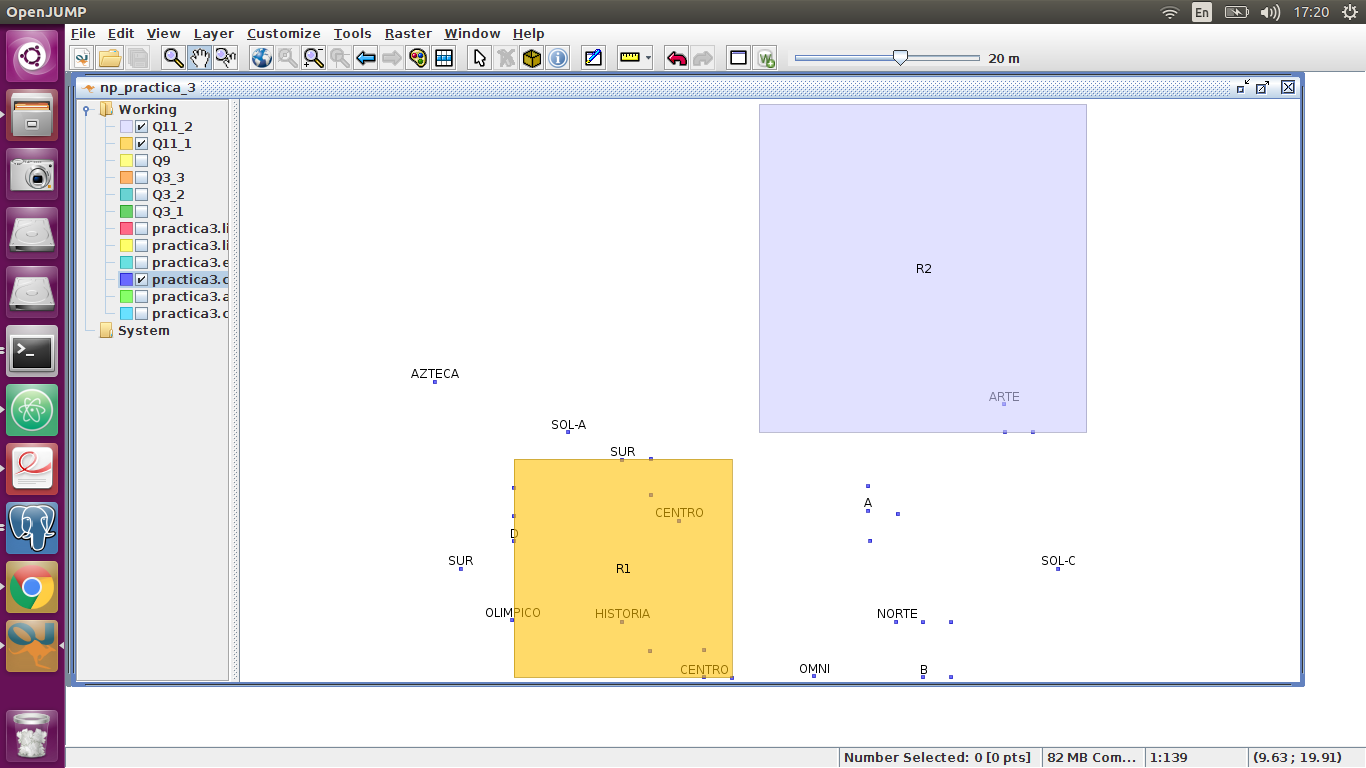 OpenJUMP
En
17:20
File Edit View Layer Customize Tools Raster Window Help
20 m
np_practica_3
Working
Q11_2
Q11_1
Q9
Q3_3
Q3_2
Q3_1
practica3.li
practica3.li
practica3.e
practica3.c
practica3.a
practica3.c
System
R2
AZTECA
ARTE
SOL-A
SUR
A
CENTRO
D
SUR
R1
SOL-C
OLIMPICO
HISTORIA
NORTE
CENTRO
OMNI
B
Number Selected: 0 [0 pts]
82 MB Com...
1:139
(9.63 ; 19.91)